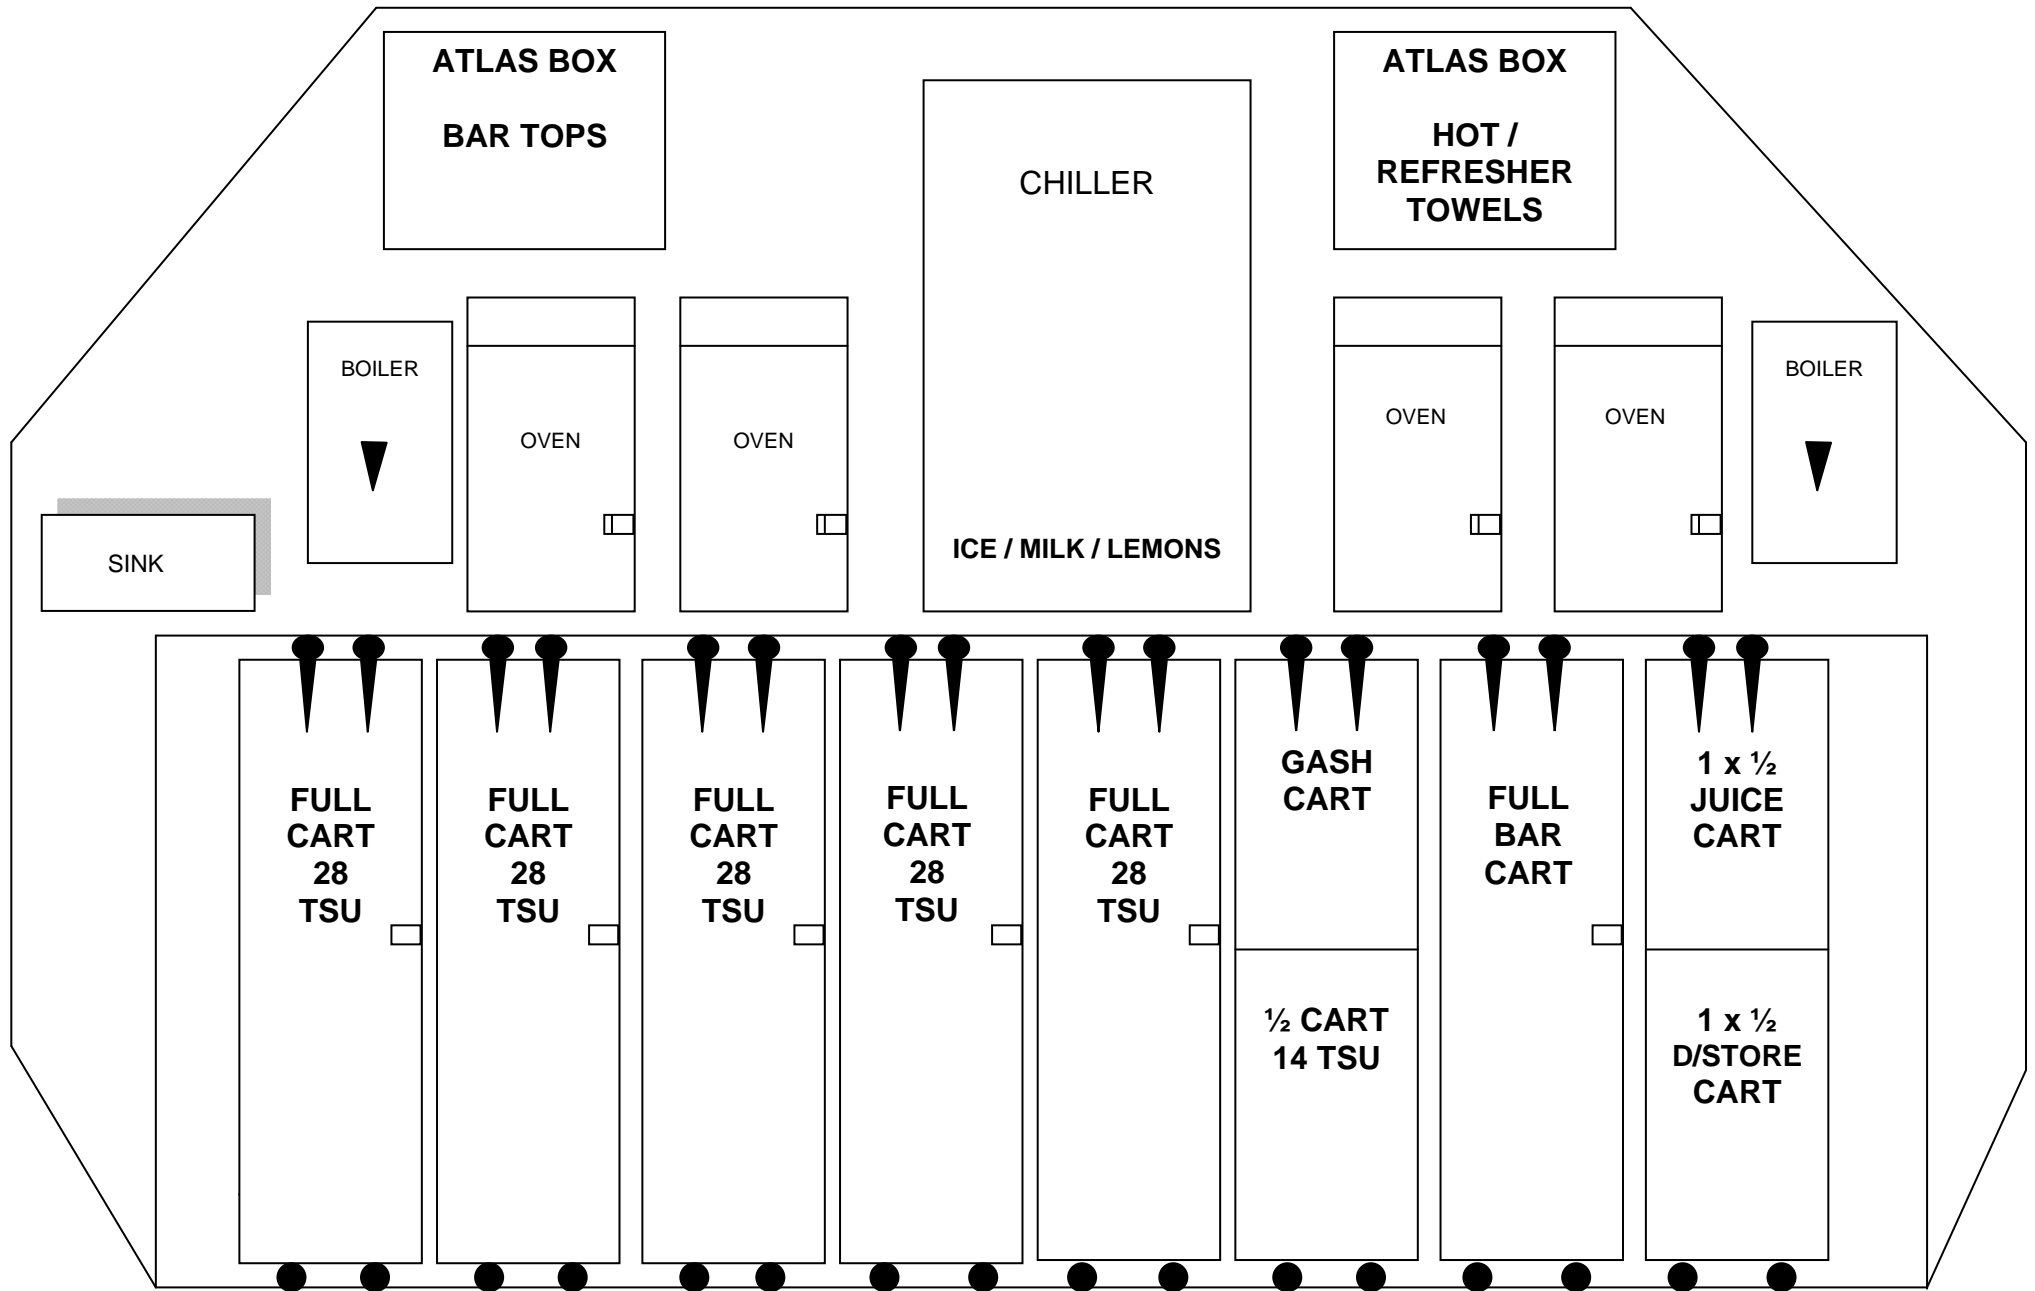 ATLAS BOX
BAR TOPS
CHILLER
ICE / MILK / LEMONS
ATLAS BOX
HOT /
REFRESHER
TOWELS
BOILER
OVEN
OVEN
OVEN
OVEN
BOILER
SINK
FULL
CART
28
TSU
FULL
CART
28
TSU
FULL
CART
28
TSU
FULL
CART
28
TSU
FULL
CART
28
TSU
GASH
CART
½ CART
14 TSU
FULL
BAR
CART
1 x ½
JUICE
CART
1 x ½
D/STORE
CART